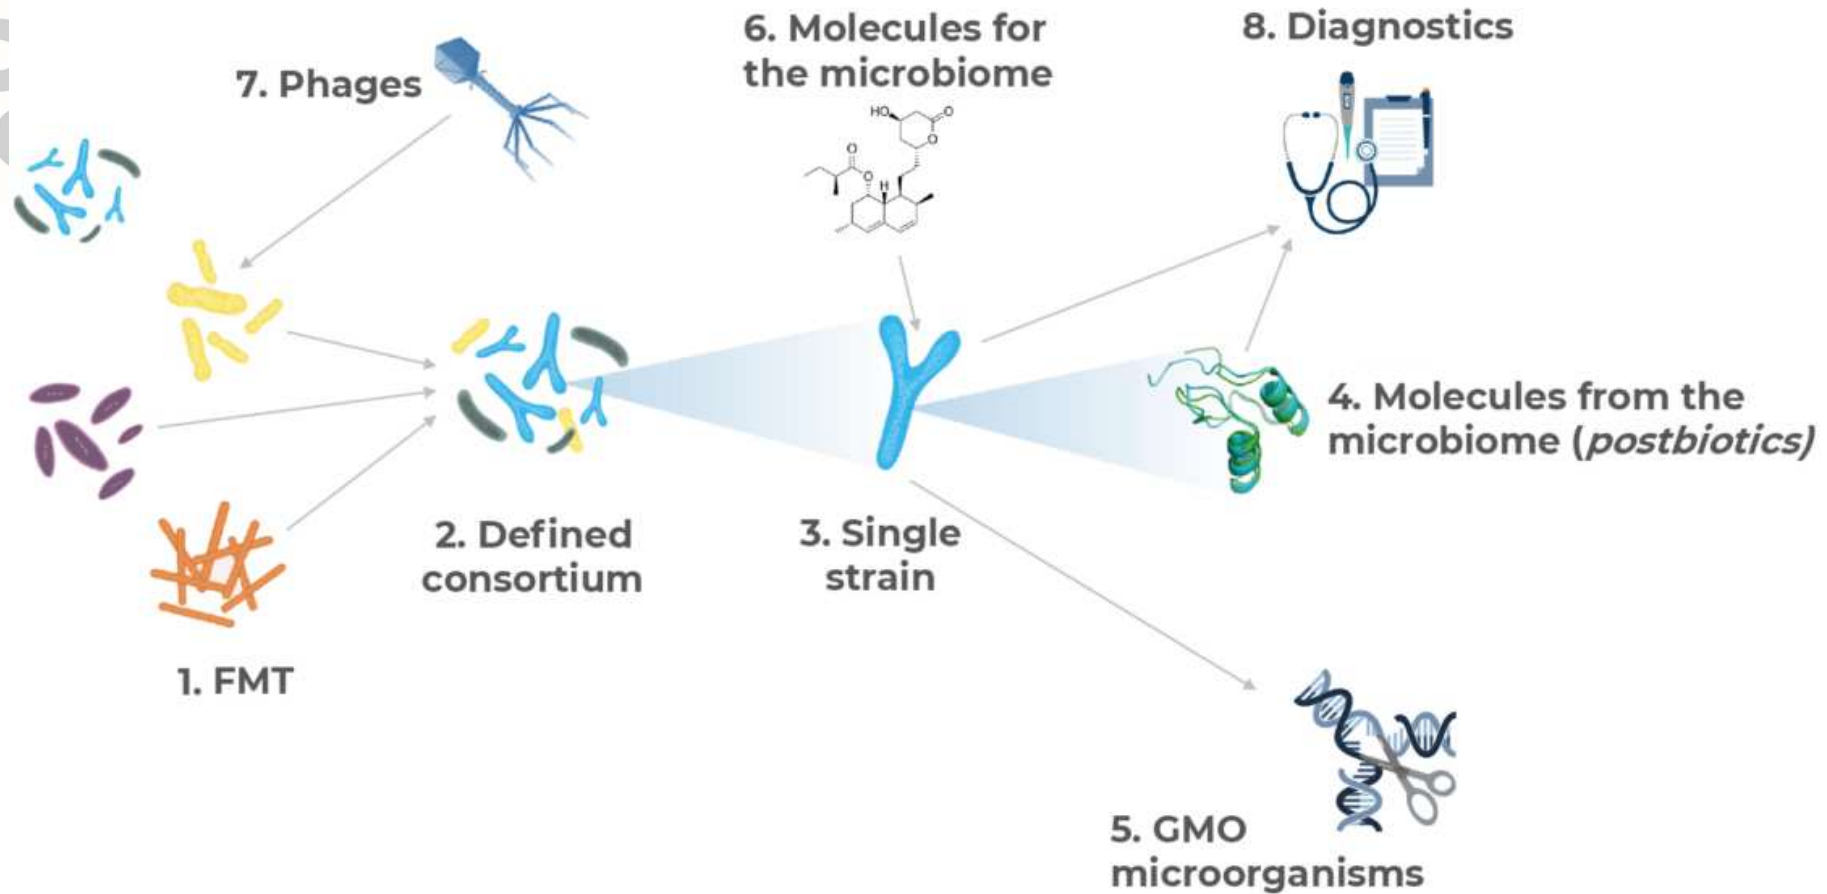 6. Molecules for
the microbiome
8. Diagnostics
7. Phages
HO
O
O
O
O
H
4. Molecules from the
microbiome (postbiotics)
2. Defined
consortium
3. Single
strain
1. FMT
5. GMO
microorganisms